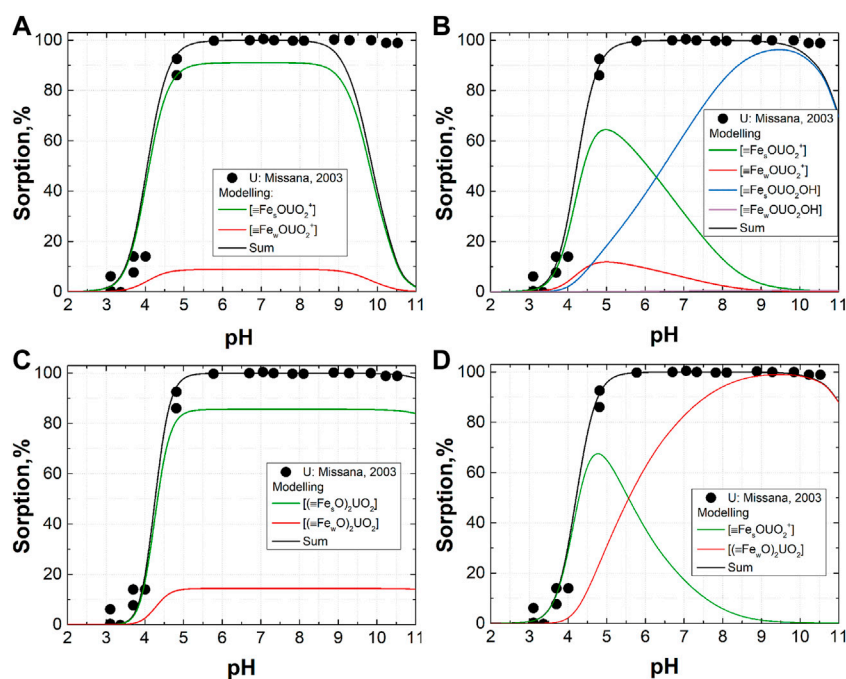 A
Sorption,%
100
80
60
40
20
0
U: Missana, 2003
Modelling:
[≡FesOUO2+]
[≡FewOUO2+]
Sum
2 3 4 5 6 7 8 9 10 11
pH
B
Sorption,%
100
80
60
40
20
0
U: Missana, 2003
Modelling
[≡FesOUO2+]
[≡FewOUO2+]
[≡FesOUO2OH]
[≡FewOUO2OH]
Sum
2 3 4 5 6 7 8 9 10 11
pH
C
Sorption,%
100
80
60
40
20
0
U: Missana, 2003
Modelling
[(≡FesO)2UO2]
[(≡FewO)2UO2]
Sum
2 3 4 5 6 7 8 9 10 11
pH
D
Sorption,%
100
80
60
40
20
0
U: Missana, 2003
Modelling
[≡FesOUO2+]
[(≡FewO)2UO2]
Sum
2 3 4 5 6 7 8 9 10 11
pH